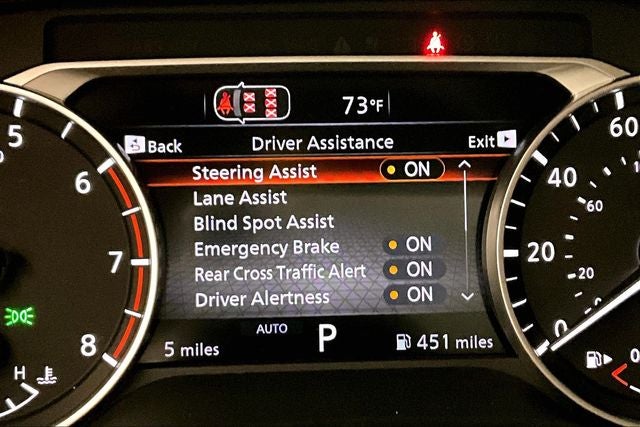 73°F
Back Driver Assistance Exit
Steering Assist ON
Lane Assist
Blind Spot Assist
Emergency Brake ON
Rear Cross Traffic Alert ON
Driver Alertness ON
AUTO
5 miles P 451 miles
5
6
7
8
H
60
40
20
0
60
20
0
0